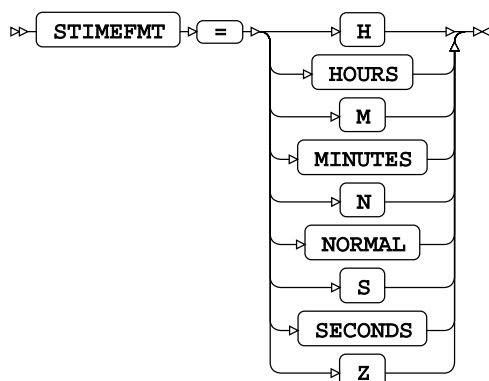 STIMEFMT = H
HOURS
M
MINUTES
N
NORMAL
S
SECONDS
Z